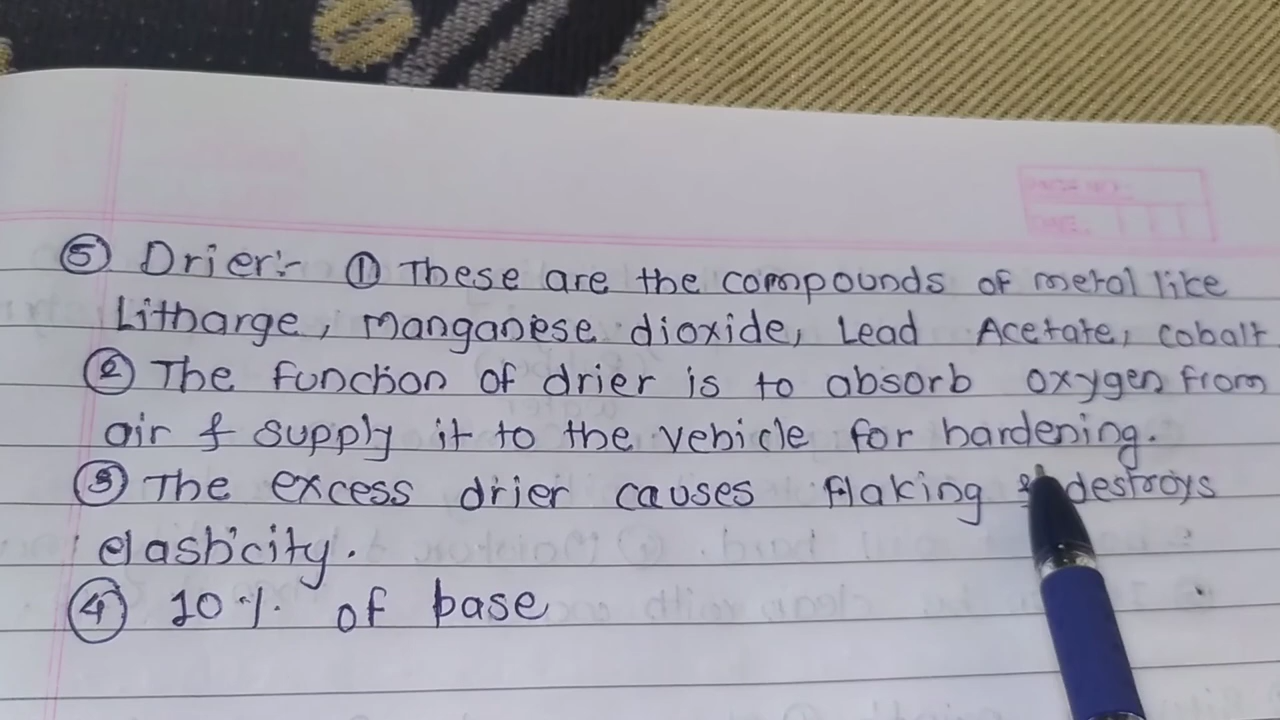 ⑤ Drier:- ① These are the compounds of metal like
Litharge, Manganese dioxide, Lead Acetate, cobalt
② The function of drier is to absorb oxygen from
air & supply it to the vehicle for hardening.
③ The excess drier causes flaking & destroys
elasticity.
④ 10% of base